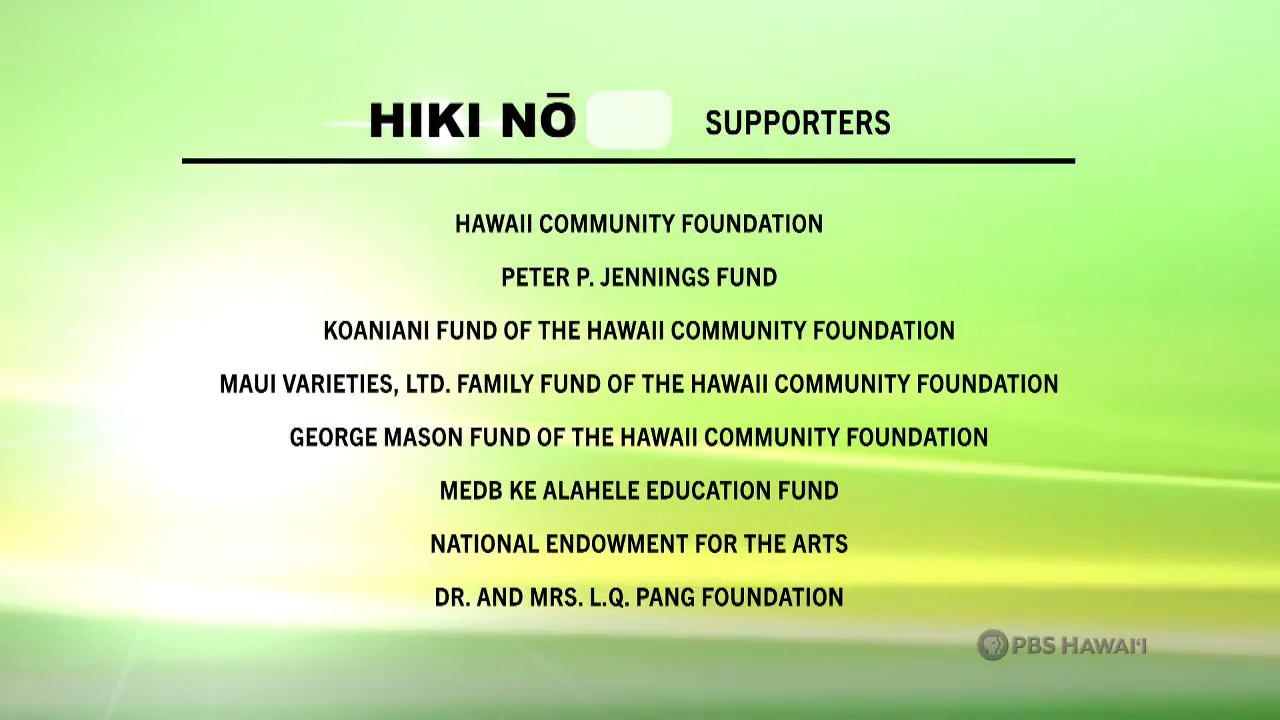 HIKI NŌ SUPPORTERS
HAWAII COMMUNITY FOUNDATION
PETER P. JENNINGS FUND
KOANIANI FUND OF THE HAWAII COMMUNITY FOUNDATION
MAUI VARIETIES, LTD. FAMILY FUND OF THE HAWAII COMMUNITY FOUNDATION
GEORGE MASON FUND OF THE HAWAII COMMUNITY FOUNDATION
MEDB KE ALAHELE EDUCATION FUND
NATIONAL ENDOWMENT FOR THE ARTS
DR. AND MRS. L.Q. PANG FOUNDATION
PBS HAWAIʻI